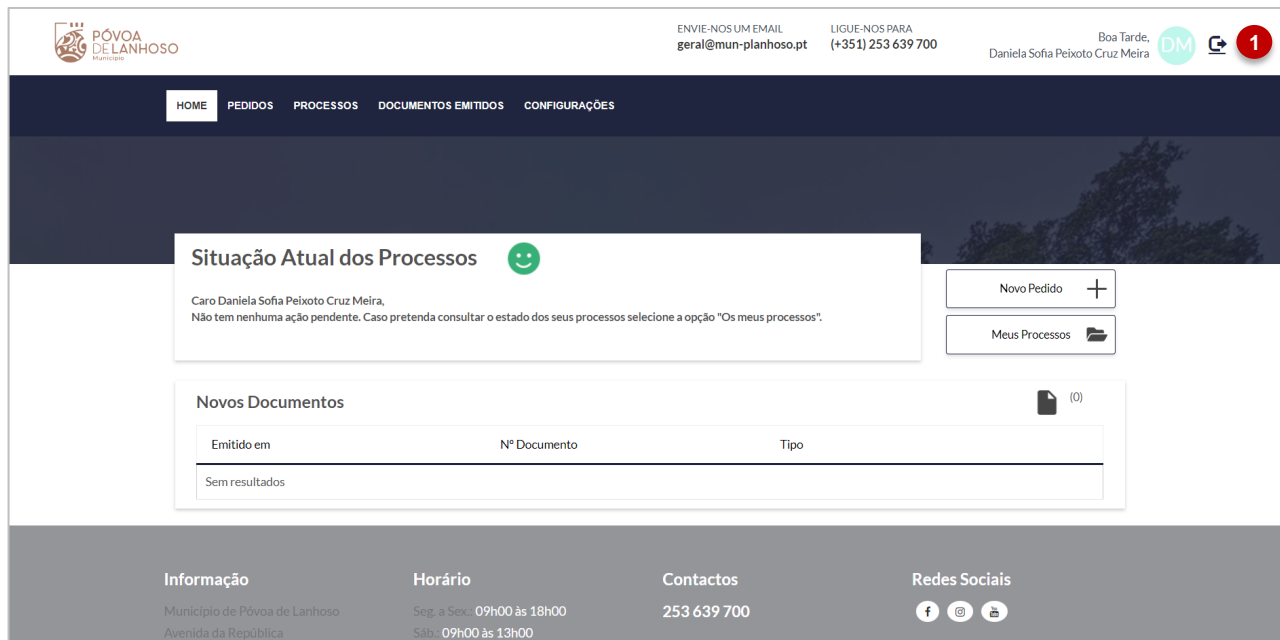 PÓVOA
DE LANHOSO
Município
ENVIE-NOS UM EMAIL
geral@mun-planhoso.pt
LIGUE-NOS PARA
(+351) 253 639 700
Boa Tarde,
Daniela Sofia Peixoto Cruz Meira
DM
1
HOME
PEDIDOS
PROCESSOS
DOCUMENTOS EMITIDOS
CONFIGURAÇÕES
Situação Atual dos Processos
Caro Daniela Sofia Peixoto Cruz Meira,
Não tem nenhuma ação pendente. Caso pretenda consultar o estado dos seus processos selecione a opção "Os meus processos".
Novo Pedido
Meus Processos
Novos Documentos
(0)
Emitido em Nº Documento Tipo
Sem resultados
Informação
Município de Póvoa de Lanhoso
Avenida da República
Horário
Seg. a Sex.: 09h00 às 18h00
Sáb.: 09h00 às 13h00
Contactos
253 639 700
Redes Sociais